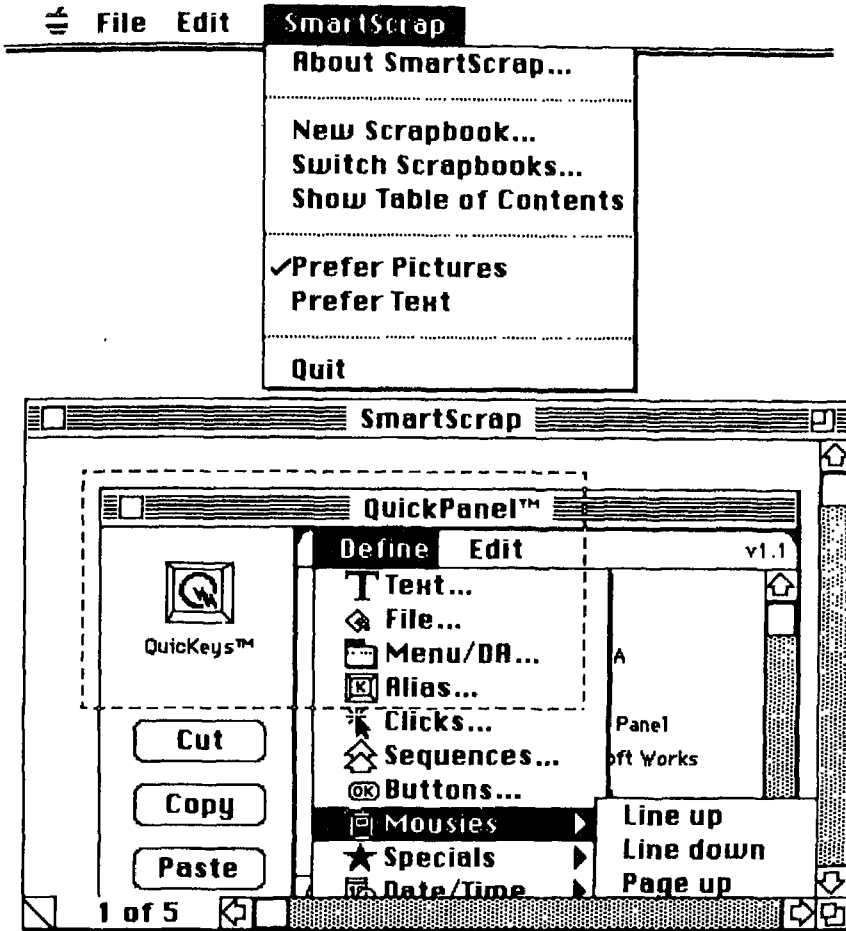 File Edit SmartScrap
About SmartScrap...
New Scrapbook...
Switch Scrapbooks...
Show Table of Contents
✓Prefer Pictures
Prefer Text
Quit
SmartScrap
QuickPanel™
Define Edit v1.1
QuicKeys™
Text...
File...
Menu/DA...
K Alias...
Clicks...
Sequences...
OK Buttons...
Mousies
Specials
Date/Time
A
Panel
oft Works
Line up
Line down
Page up
Cut
Copy
Paste
1 of 5